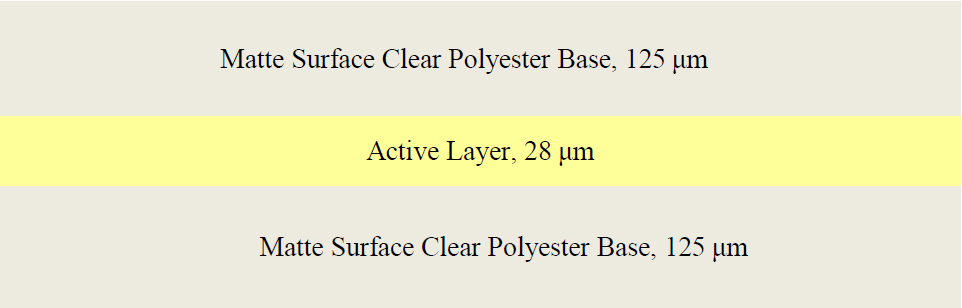 Matte Surface Clear Polyester Base, 125 μm
Active Layer, 28 μm
Matte Surface Clear Polyester Base, 125 μm